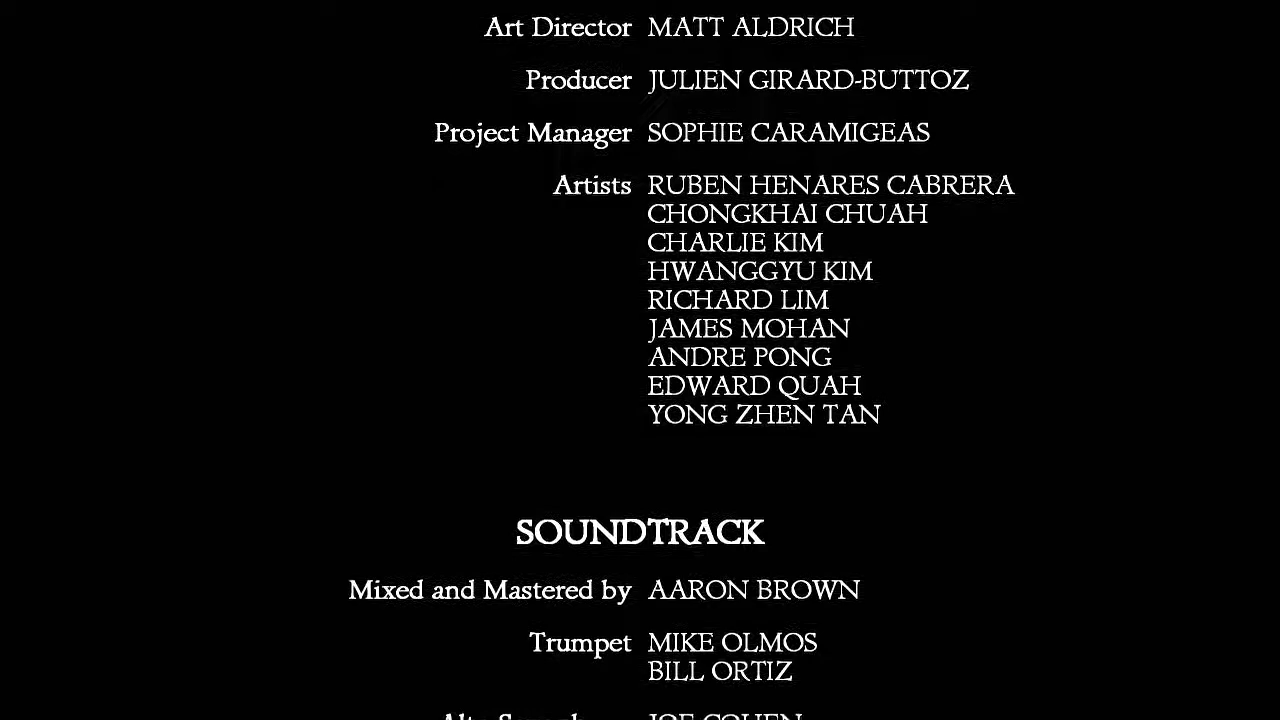 Art Director MATT ALDRICH
Producer JULIEN GIRARD-BUTTOZ
Project Manager SOPHIE CARAMIGEAS
Artists RUBEN HENARES CABRERA
CHONGKHAI CHUAH
CHARLIE KIM
HWANGGYU KIM
RICHARD LIM
JAMES MOHAN
ANDRE PONG
EDWARD QUAH
YONG ZHEN TAN
SOUNDTRACK
Mixed and Mastered by AARON BROWN
Trumpet MIKE OLMOS
BILL ORTIZ
JOE COHEN